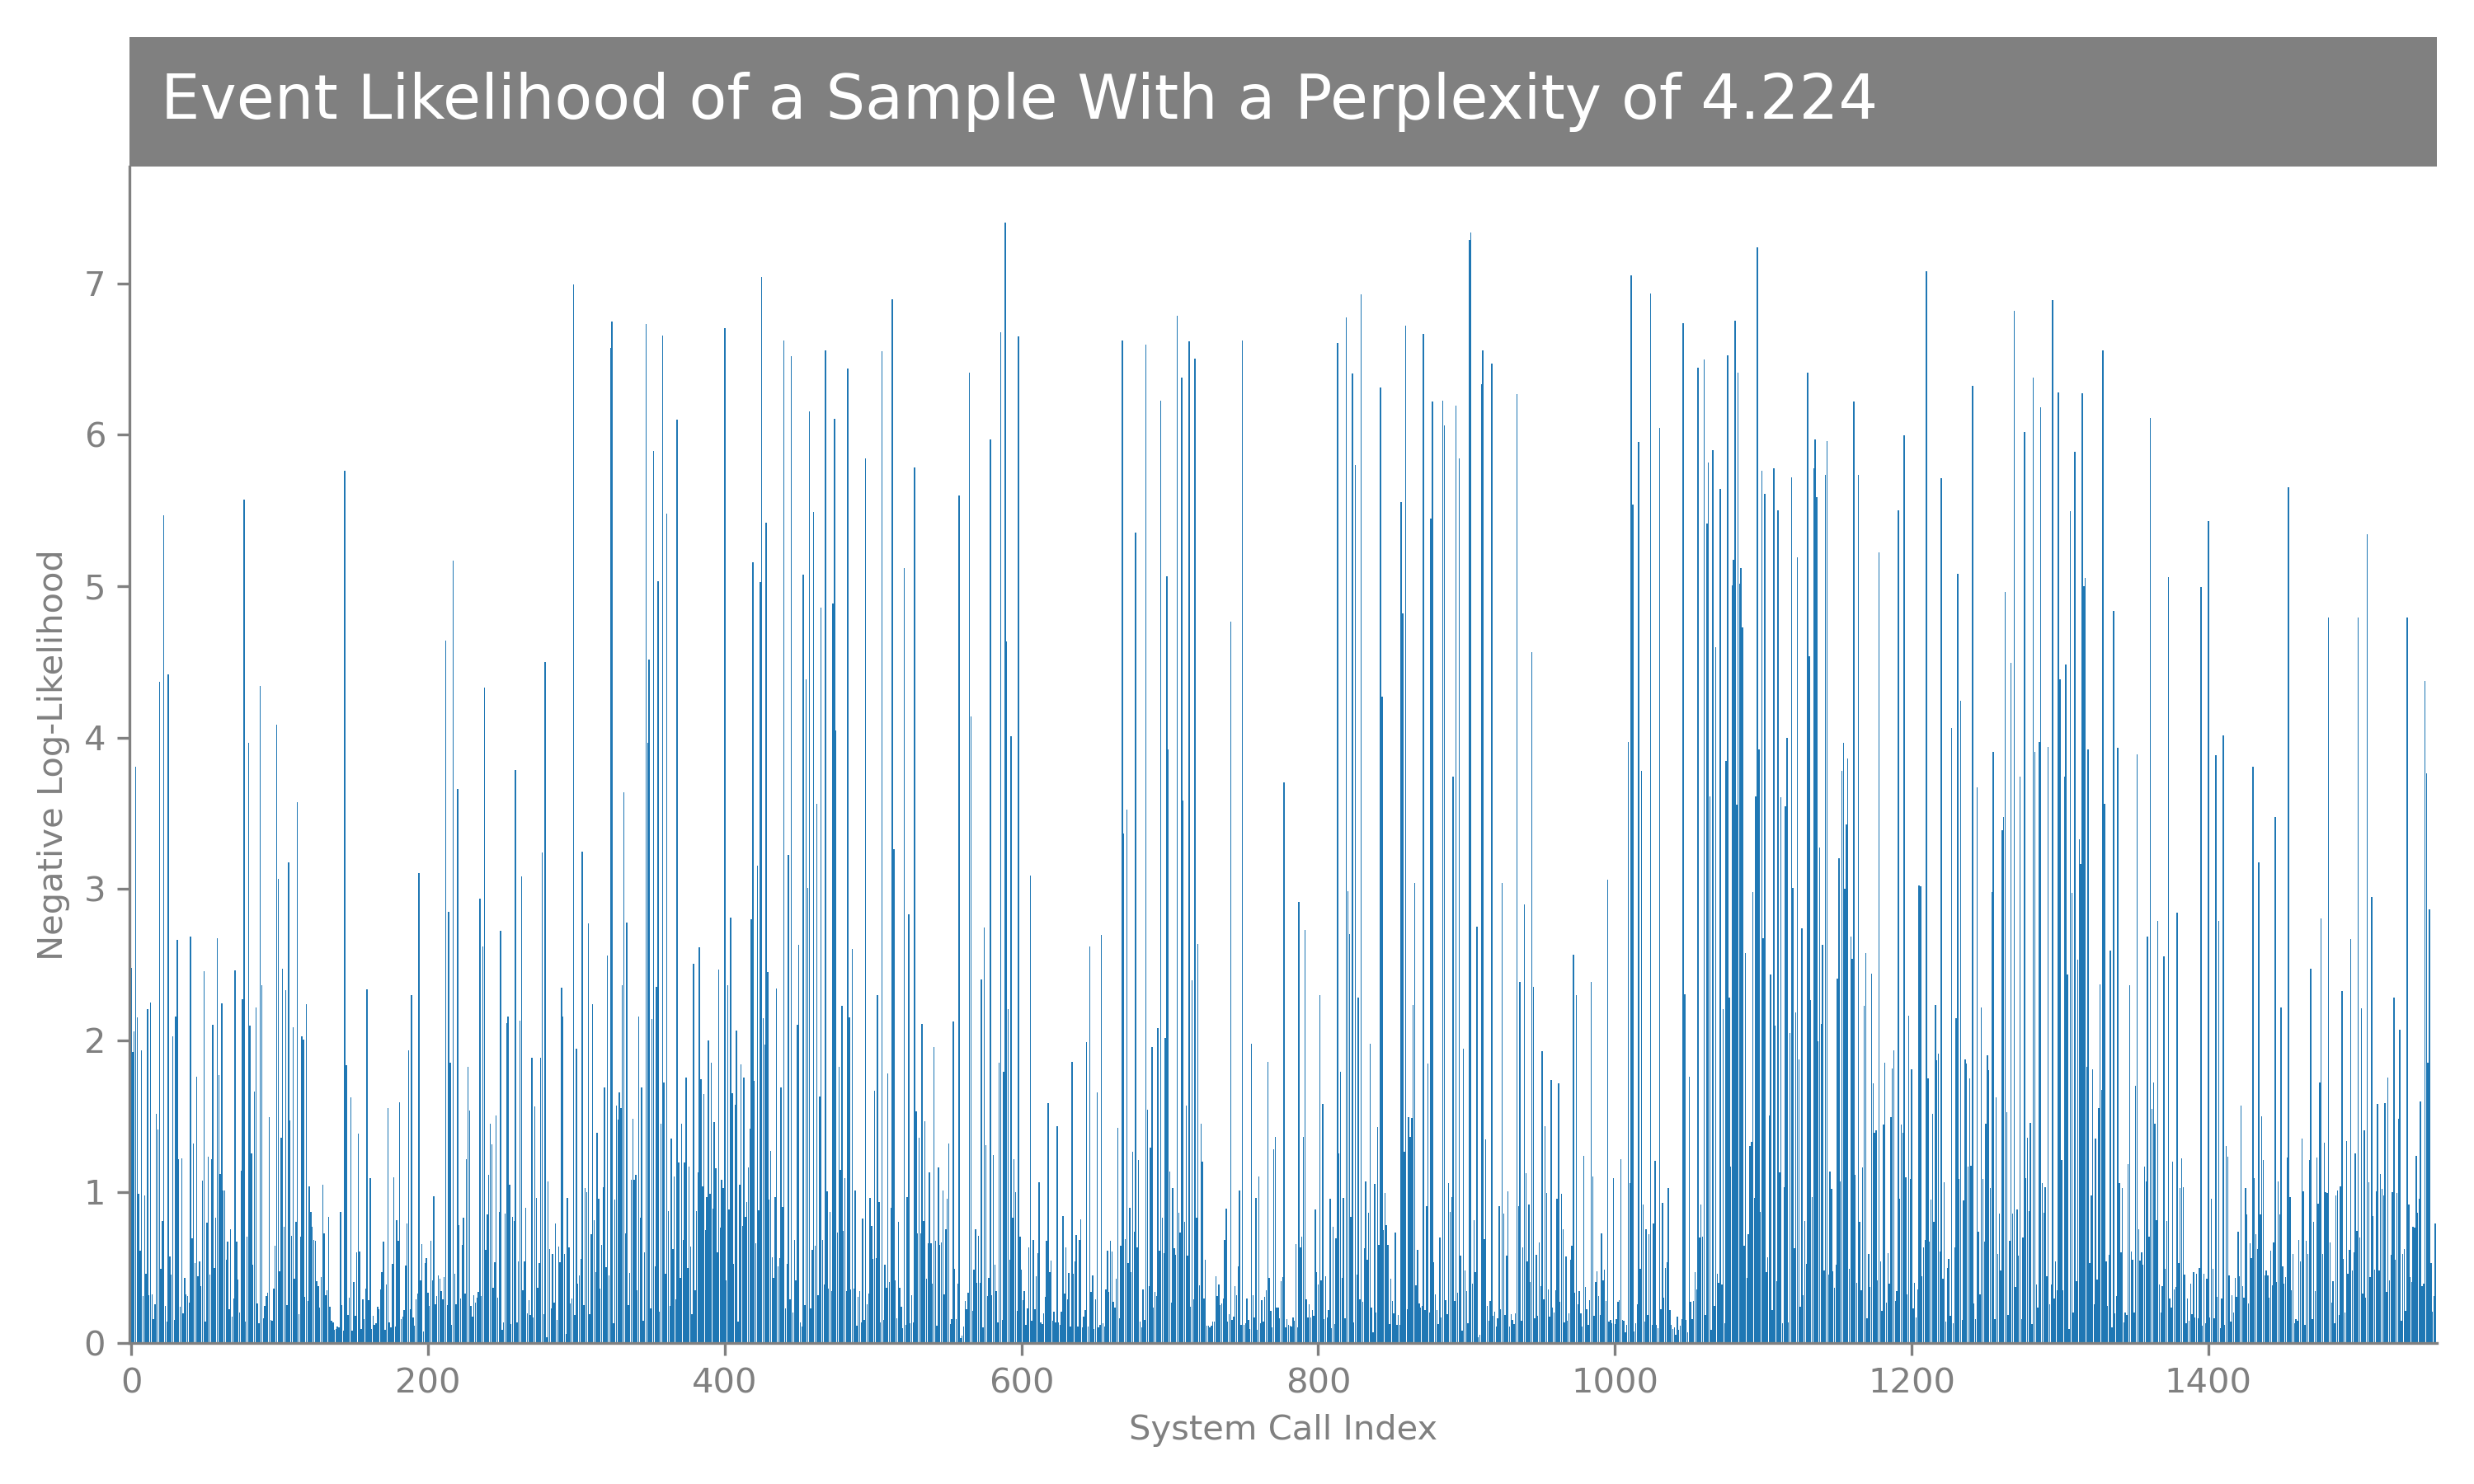 Event Likelihood of a Sample With a Perplexity of 4.224
Negative Log-Likelihood
7
6
5
4
3
2
1
0
0 200 400 600 800 1000 1200 1400
System Call Index